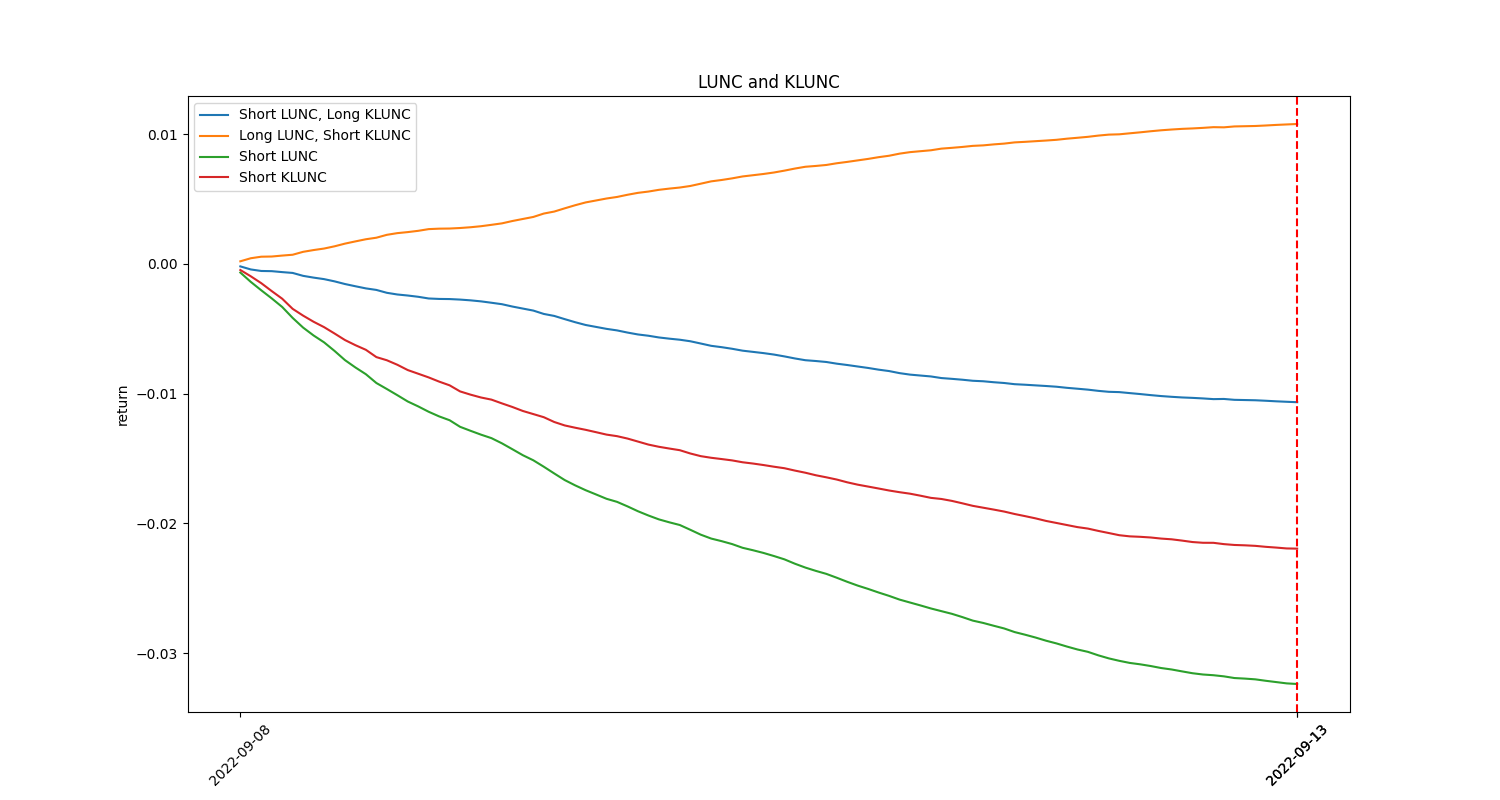 LUNC and KLUNC
Short LUNC, Long KLUNC
Long LUNC, Short KLUNC
Short LUNC
Short KLUNC
0.01
0.00
−0.01
−0.02
−0.03
return
2022-09-08
2022-09-13